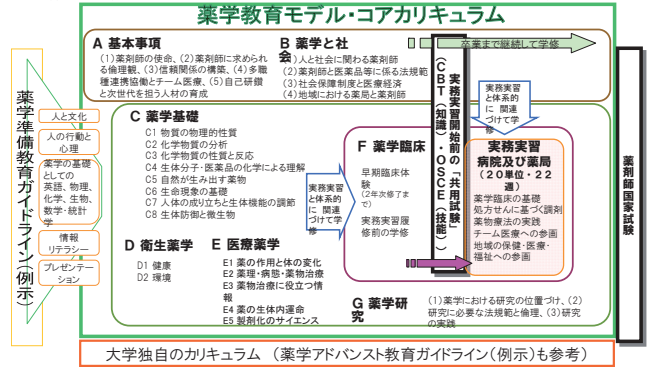 薬学教育モデル・コアカリキュラム
A 基本事項
(1)薬剤師の使命、(2)薬剤師に求められ
る倫理観、(3)信頼関係の構築、(4)多職
種連携協働とチーム医療、(5)自己研鑽
と次世代を担う人材の育成
B 薬学と社
会
(1)人と社会に関わる薬剤師
(2)薬剤師と医薬品等に係る法規範
(3)社会保障制度と医療経済
(4)地域における薬局と薬剤師
卒業まで継続して学修
薬学準備教育ガイドライン(例示)
人と文化
人の行動と
心理
薬学の基礎
としての
英語、物理、
化学、生物、
数学・統計
学
情報
リテラシー
プレゼンテー
ション
C 薬学基礎
C1 物質の物理的性質
C2 化学物質の分析
C3 化学物質の性質と反応
C4 生体分子・医薬品の化学による理解
C5 自然が生み出す薬物
C6 生命現象の基礎
C7 人体の成り立ちと生体機能の調節
C8 生体防御と微生物
D 衛生薬学
D1 健康
D2 環境
E 医療薬学
E1 薬の作用と体の変化
E2 薬理・病態・薬物治療
E3 薬物治療に役立つ情
報
E4 薬の生体内運命
E5 製剤化のサイエンス
実務実習
と体系的
に 関連
づけて学
修
F 薬学臨床
早期臨床体
験
(2年次修了ま
で)
実務実習履
修前の学修
実務実習開始前の「共用試験」
(CBT(知識)・OSCE(技能))
実務実習
と体系的
に 関連
づけて学
修
実務実習
病院及び薬局
(20単位・22
週)
薬学臨床の基礎
処方せんに基づく調剤
薬物療法の実践
チーム医療への参画
地域の保健・医療・
福祉への参画
G 薬学研
究
(1)薬学における研究の位置づけ、(2)
研究に必要な法規範と倫理、(3)研究
の実践
薬剤師国家試験
大学独自のカリキュラム (薬学アドバンスト教育ガイドライン(例示)も参考)